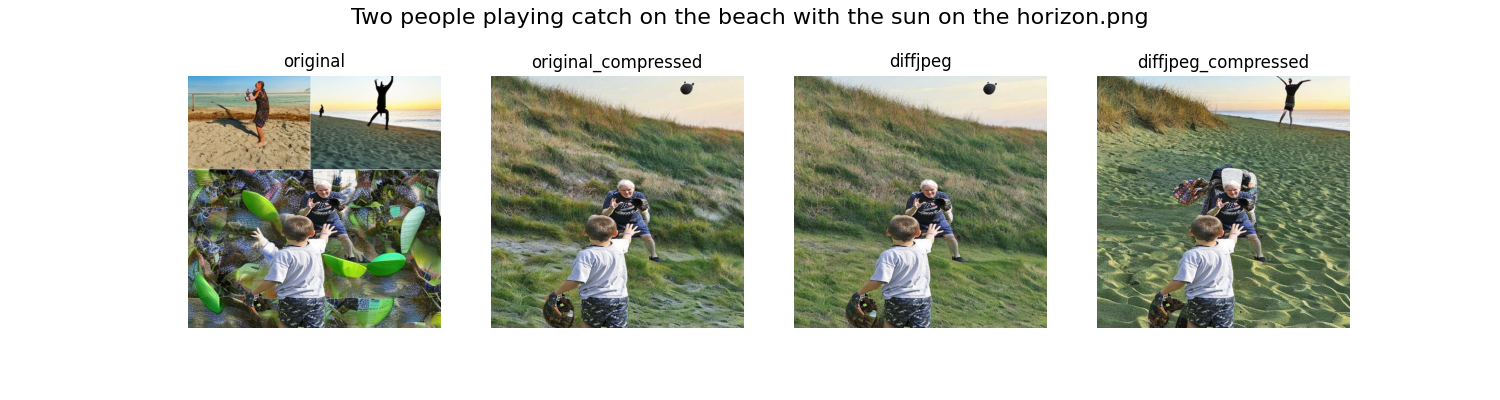 Two people playing catch on the beach with the sun on the horizon.png
original
original_compressed
diffjpeg
diffjpeg_compressed